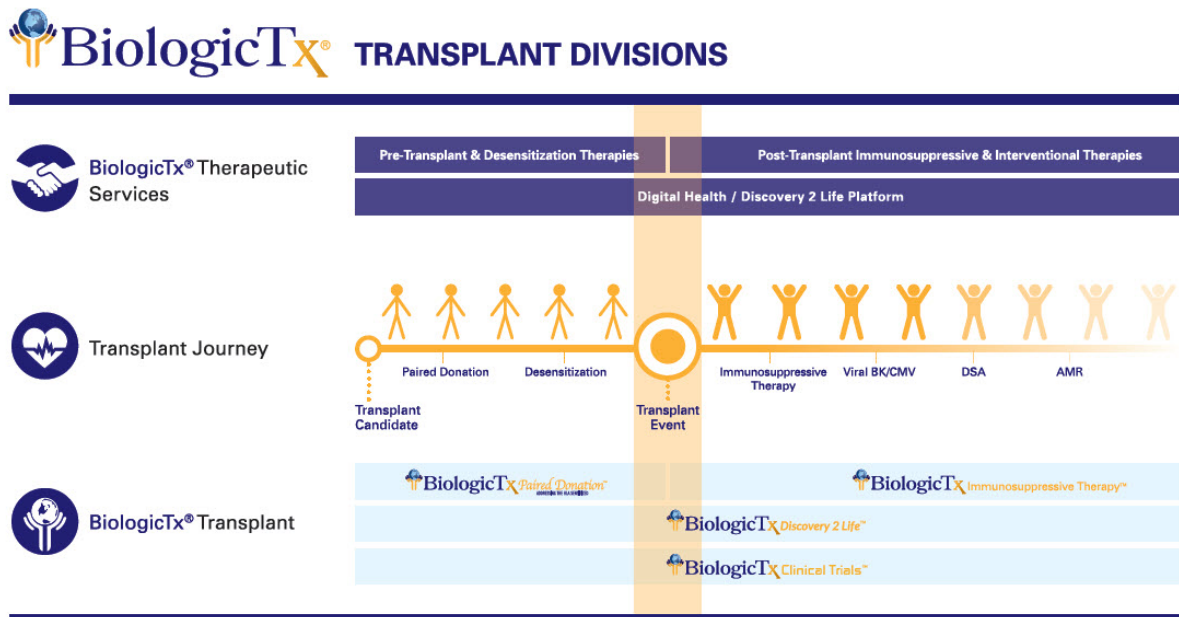 BiologicTx® TRANSPLANT DIVISIONS
BiologicTx® Therapeutic
Services
Pre-Transplant & Desensitization Therapies
Post-Transplant Immunosuppressive & Interventional Therapies
Digital Health / Discovery 2 Life Platform
Transplant Journey
Paired Donation
Desensitization
Immunosuppressive
Therapy
Viral BK/CMV
DSA
AMR
Transplant
Candidate
Transplant
Event
BiologicTx® Transplant
BiologicTx Paired Donation™
BiologicTx Immunosuppressive Therapy™
BiologicTx Discovery 2 Life™
BiologicTx Clinical Trials™